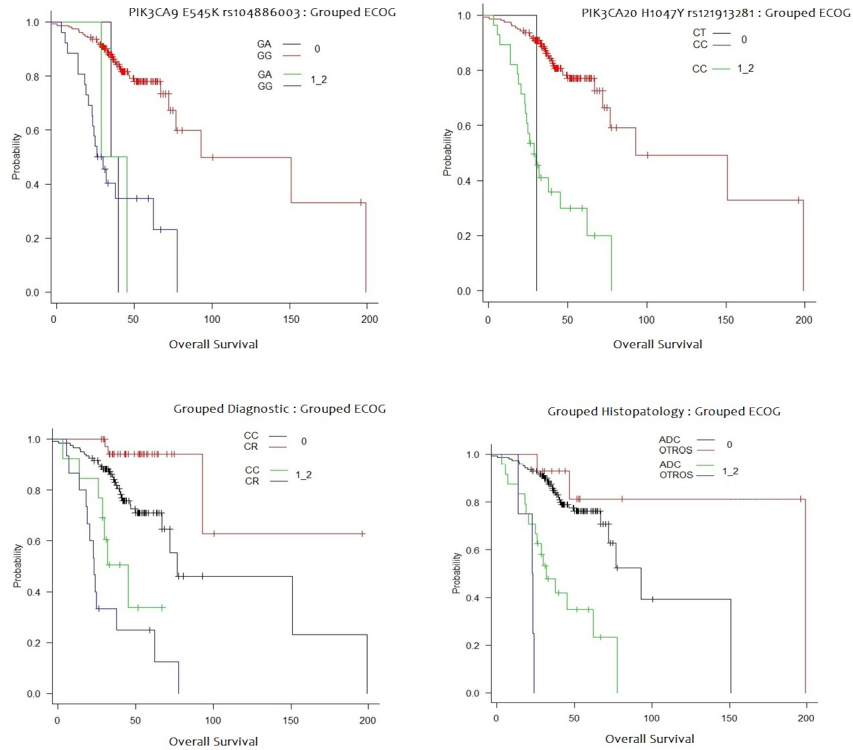 PIK3CA9 E545K rs104886003 : Grouped ECOG
GA
GG
0
GA
GG
1_2
Probability
1.0
0.8
0.6
0.4
0.2
0.0
0
50
100
150
200
Overall Survival
PIK3CA20 H1047Y rs121913281 : Grouped ECOG
CT
CC
0
CC
1_2
Probability
1.0
0.8
0.6
0.4
0.2
0.0
0
50
100
150
200
Overall Survival
Grouped Diagnostic : Grouped ECOG
CC
CR
0
CC
CR
1_2
Probability
1.0
0.8
0.6
0.4
0.2
0.0
0
50
100
150
200
Overall Survival
Grouped Histopatology : Grouped ECOG
ADC
OTROS
0
ADC
OTROS
1_2
Probability
1.0
0.8
0.6
0.4
0.2
0.0
0
50
100
150
200
Overall Survival